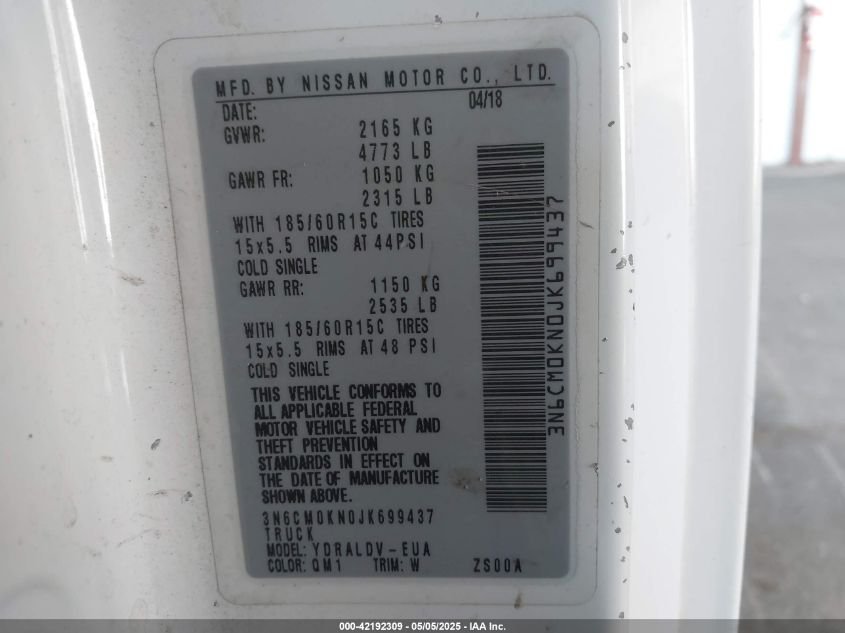 MFD. BY NISSAN MOTOR CO., LTD.
DATE: 04/18
GVWR: 2165 KG
4773 LB
GAWR FR: 1050 KG
2315 LB
WITH 185/60R15C TIRES
15x5.5 RIMS AT 44PSI
COLD SINGLE
GAWR RR: 1150 KG
2535 LB
WITH 185/60R15C TIRES
15x5.5 RIMS AT 48 PSI
COLD SINGLE
THIS VEHICLE CONFORMS TO
ALL APPLICABLE FEDERAL
MOTOR VEHICLE SAFETY AND
THEFT PREVENTION
STANDARDS IN EFFECT ON
THE DATE OF MANUFACTURE
SHOWN ABOVE.
3N6CM0KN0JK699437
TRUCK
MODEL: YDRALDV-EUA
COLOR: QM1 TRIM: W ZS00A
3N6CM0KN0JK699437
000-42192309 - 05/05/2025 - IAA Inc.